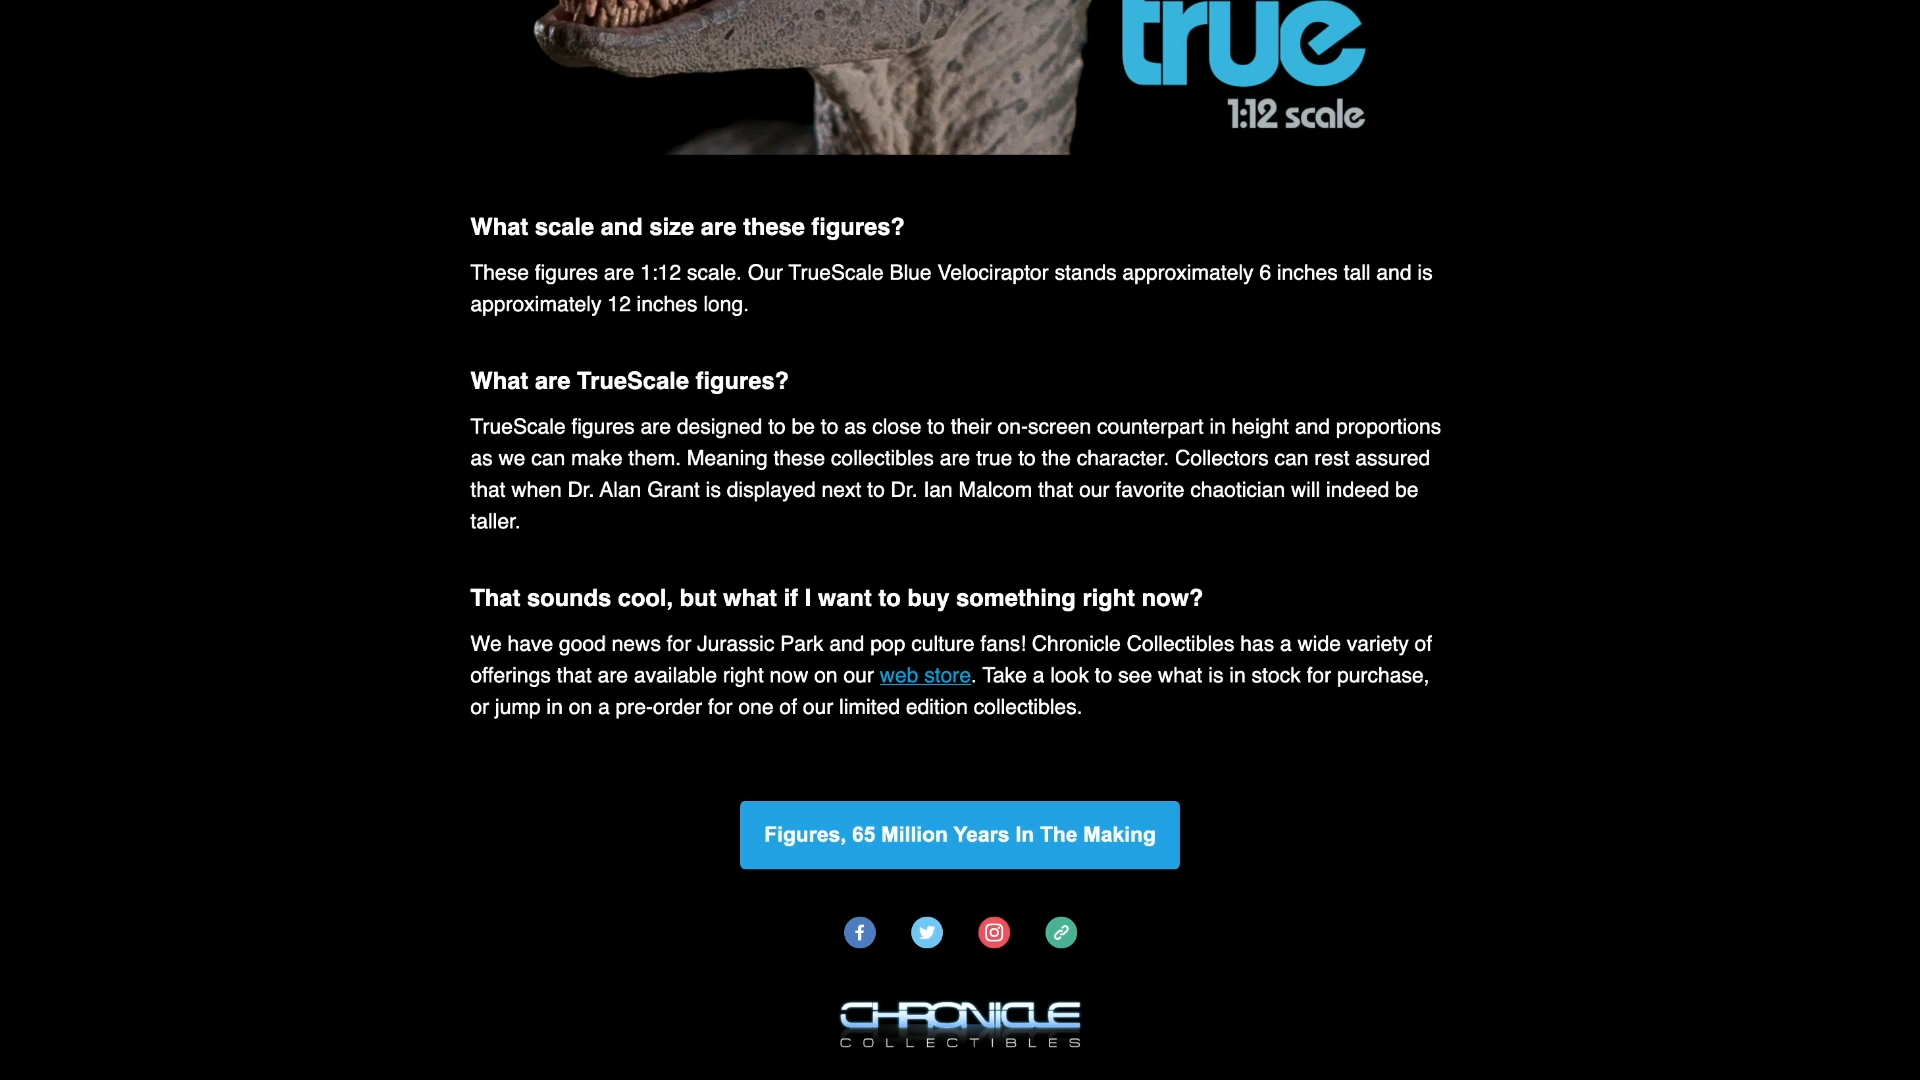 true
1:12 scale
What scale and size are these figures?
These figures are 1:12 scale. Our TrueScale Blue Velociraptor stands approximately 6 inches tall and is
approximately 12 inches long.
What are TrueScale figures?
TrueScale figures are designed to be to as close to their on-screen counterpart in height and proportions
as we can make them. Meaning these collectibles are true to the character. Collectors can rest assured
that when Dr. Alan Grant is displayed next to Dr. Ian Malcom that our favorite chaotician will indeed be
taller.
That sounds cool, but what if I want to buy something right now?
We have good news for Jurassic Park and pop culture fans! Chronicle Collectibles has a wide variety of
offerings that are available right now on our web store. Take a look to see what is in stock for purchase,
or jump in on a pre-order for one of our limited edition collectibles.
Figures, 65 Million Years In The Making
CHRONICLE
COLLECTIBLES